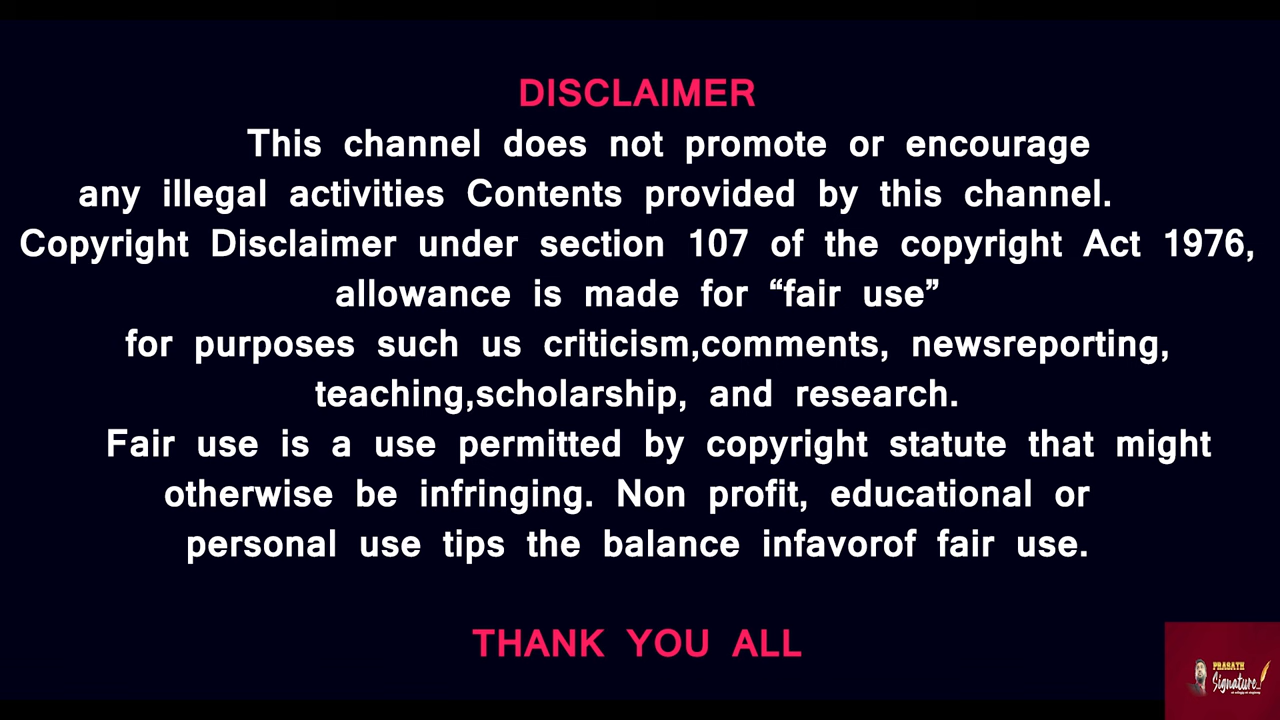 DISCLAIMER
This channel does not promote or encourage
any illegal activities Contents provided by this channel.
Copyright Disclaimer under section 107 of the copyright Act 1976,
allowance is made for “fair use”
for purposes such us criticism,comments, newsreporting,
teaching,scholarship, and research.
Fair use is a use permitted by copyright statute that might
otherwise be infringing. Non profit, educational or
personal use tips the balance infavorof fair use.
THANK YOU ALL
PRASATH
Signature..!